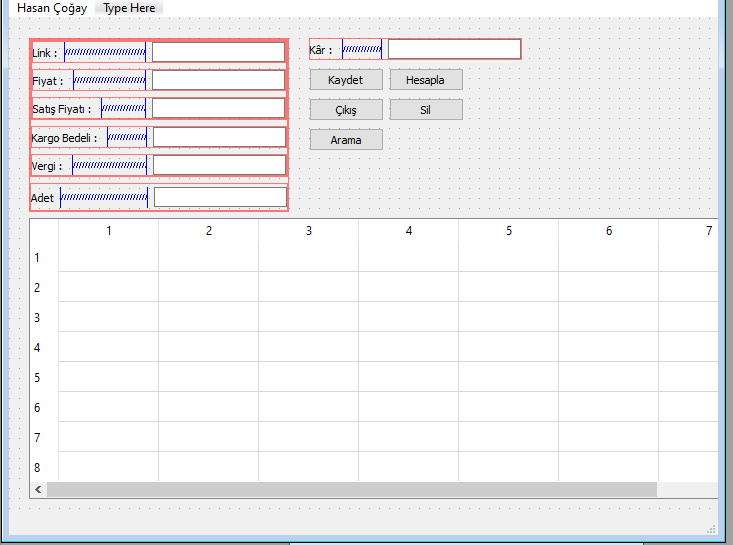 Hasan Çoğay Type Here
Link :
Fiyat :
Satış Fiyatı :
Kargo Bedeli :
Vergi :
Adet
Kâr :
Kaydet Hesapla
Çıkış Sil
Arama
1 2 3 4 5 6 7
1
2
3
4
5
6
7
8